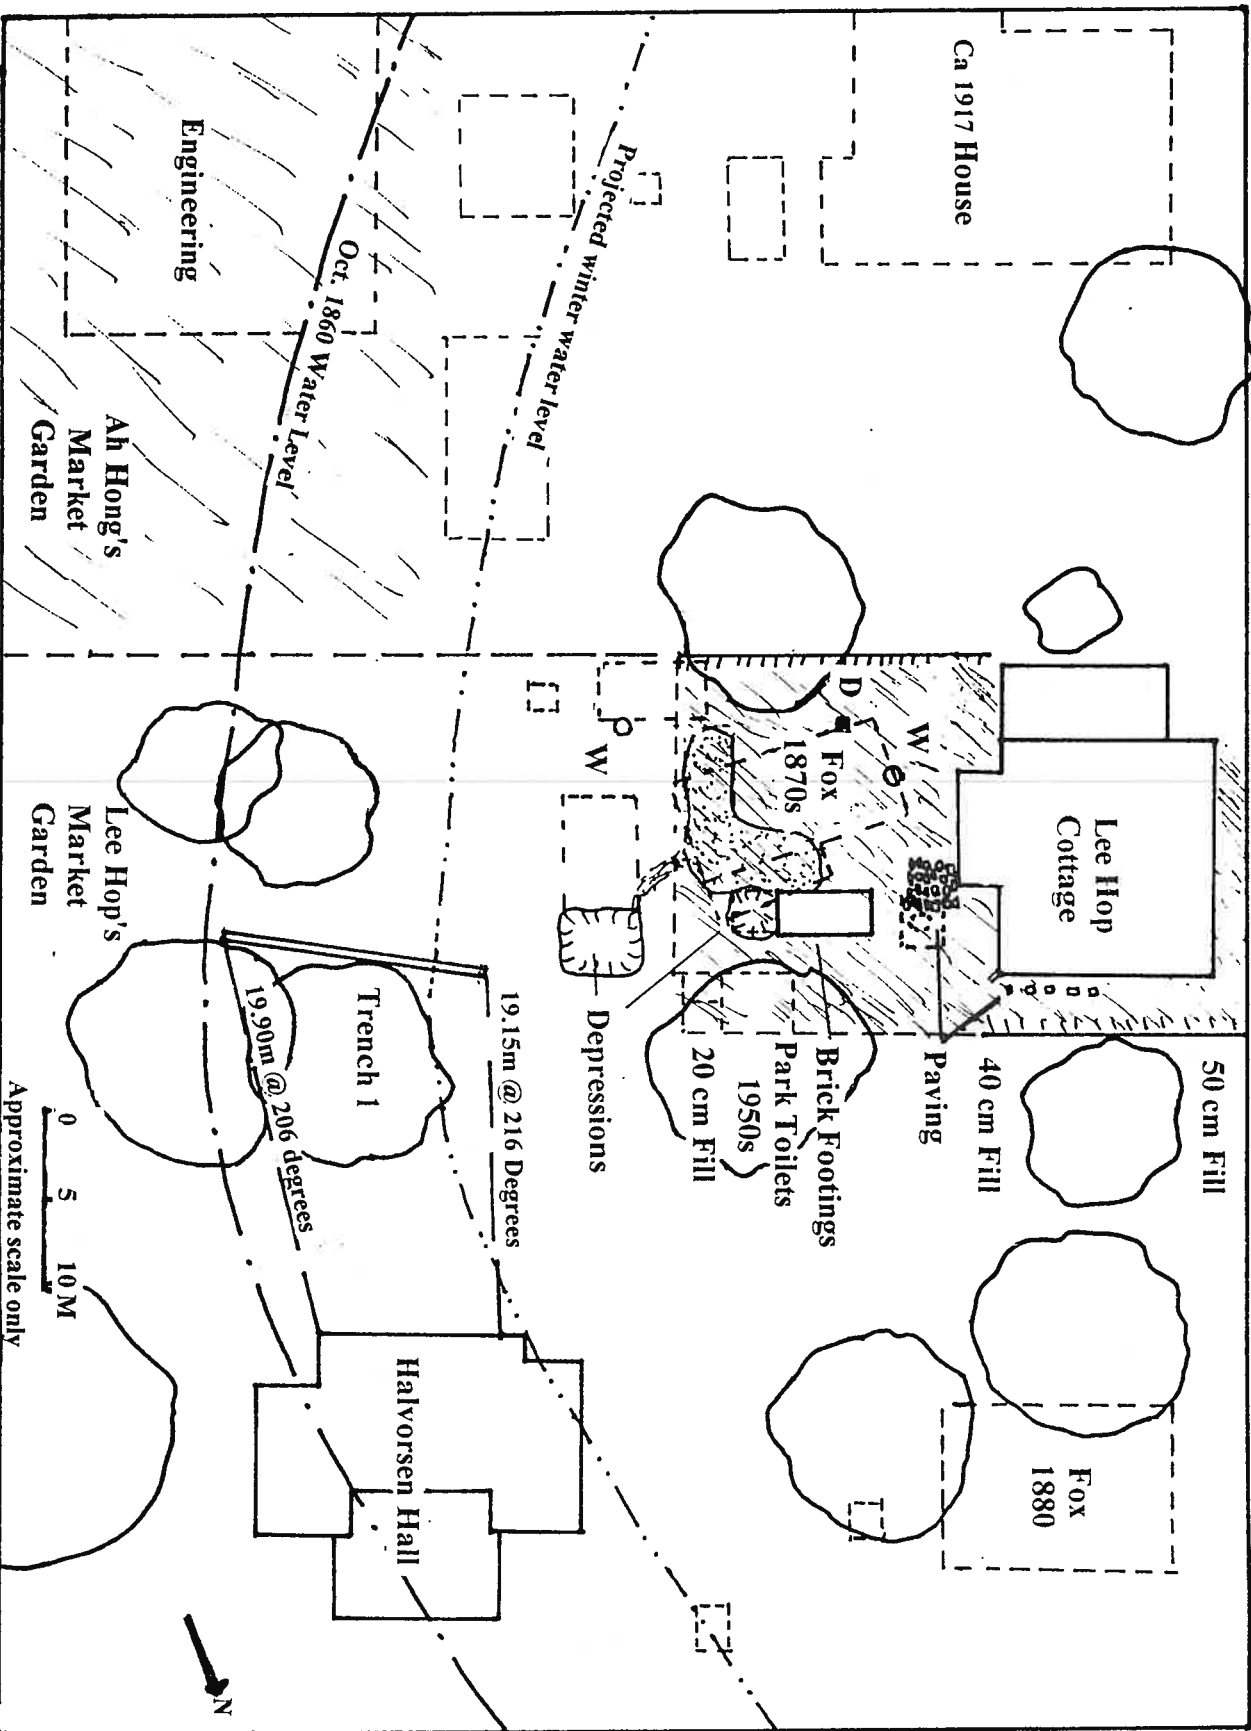 Ca 1917 House
Projected winter water level
Oct. 1860 Water Level
Engineering
Ah Hong's
Market
Garden
Lee Hop
Cottage
W
D
Fox
1870s
W
Lee Hop's
Market
Garden
50 cm Fill
40 cm Fill
Paving
Brick Footings
Park Toilets
1950s
20 cm Fill
Depressions
19.15m @ 216 Degrees
Trench 1
19.90m @ 206 degrees
0 5 10 M
Approximate scale only
Fox
1880
Halvorsen Hall
N